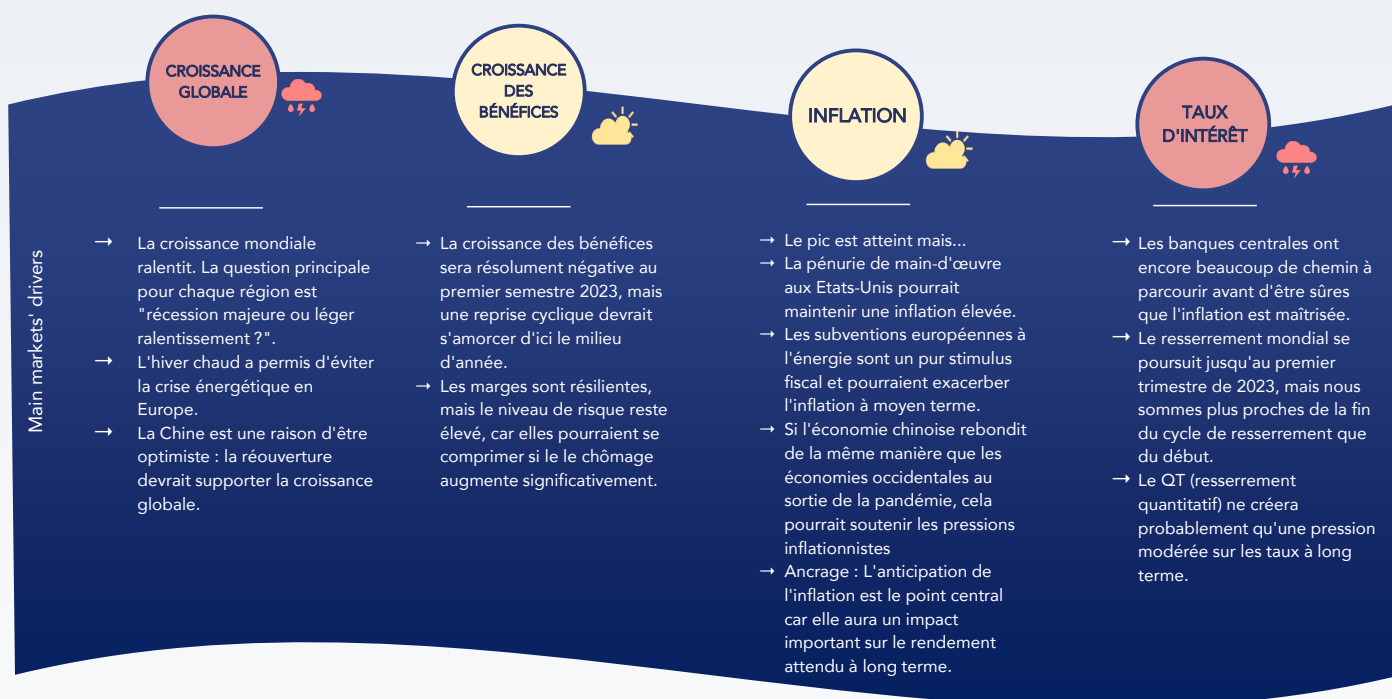 CROISSANCE
GLOBALE
CROISSANCE
DES
BÉNÉFICES
INFLATION
TAUX
D'INTÉRÊT
Main markets' drivers
→ La croissance mondiale
ralentit. La question principale
pour chaque région est
"récession majeure ou léger
ralentissement ?".
→ L'hiver chaud a permis d'éviter
la crise énergétique en
Europe.
→ La Chine est une raison d'être
optimiste : la réouverture
devrait supporter la croissance
globale.
→ La croissance des bénéfices
sera résolument négative au
premier semestre 2023, mais
une reprise cyclique devrait
s'amorcer d'ici le milieu
d'année.
→ Les marges sont résilientes,
mais le niveau de risque reste
élevé, car elles pourraient se
comprimer si le le chômage
augmente significativement.
→ Le pic est atteint mais...
→ La pénurie de main-d'œuvre
aux Etats-Unis pourrait
maintenir une inflation élevée.
→ Les subventions européennes à
l'énergie sont un pur stimulus
fiscal et pourraient exacerber
l'inflation à moyen terme.
→ Si l'économie chinoise rebondit
de la même manière que les
économies occidentales au
sortie de la pandémie, cela
pourrait soutenir les pressions
inflationnistes
→ Ancrage : L'anticipation de
l'inflation est le point central
car elle aura un impact
important sur le rendement
attendu à long terme.
→ Les banques centrales ont
encore beaucoup de chemin à
parcourir avant d'être sûres
que l'inflation est maîtrisée.
→ Le resserrement mondial se
poursuit jusqu'au premier
trimestre de 2023, mais nous
sommes plus proches de la fin
du cycle de resserrement que
du début.
→ Le QT (resserrement
quantitatif) ne créera
probablement qu'une pression
modérée sur les taux à long
terme.